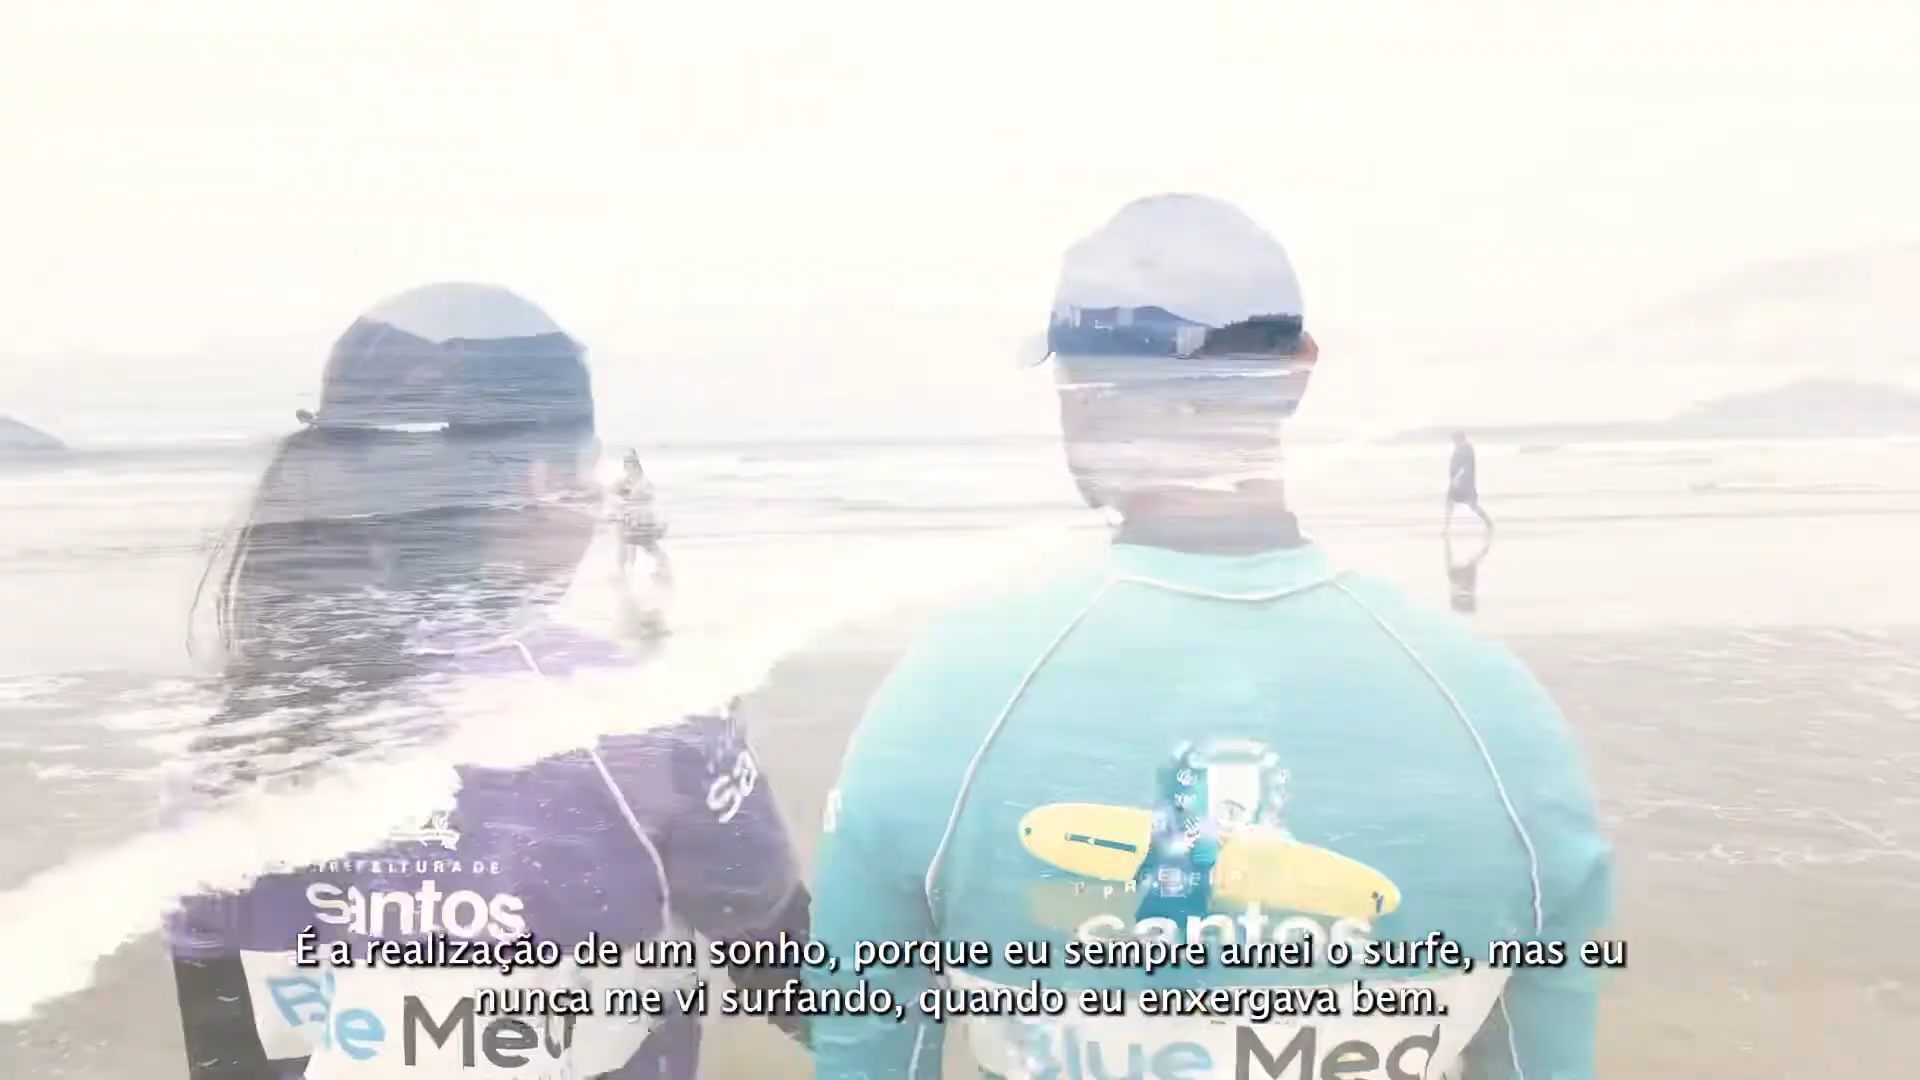 PREFEITURA DE
Santos
Blue Med
Sa
santos
Blue Med
É a realização de um sonho, porque eu sempre amei o surfe, mas eu
nunca me vi surfando, quando eu enxergava bem.